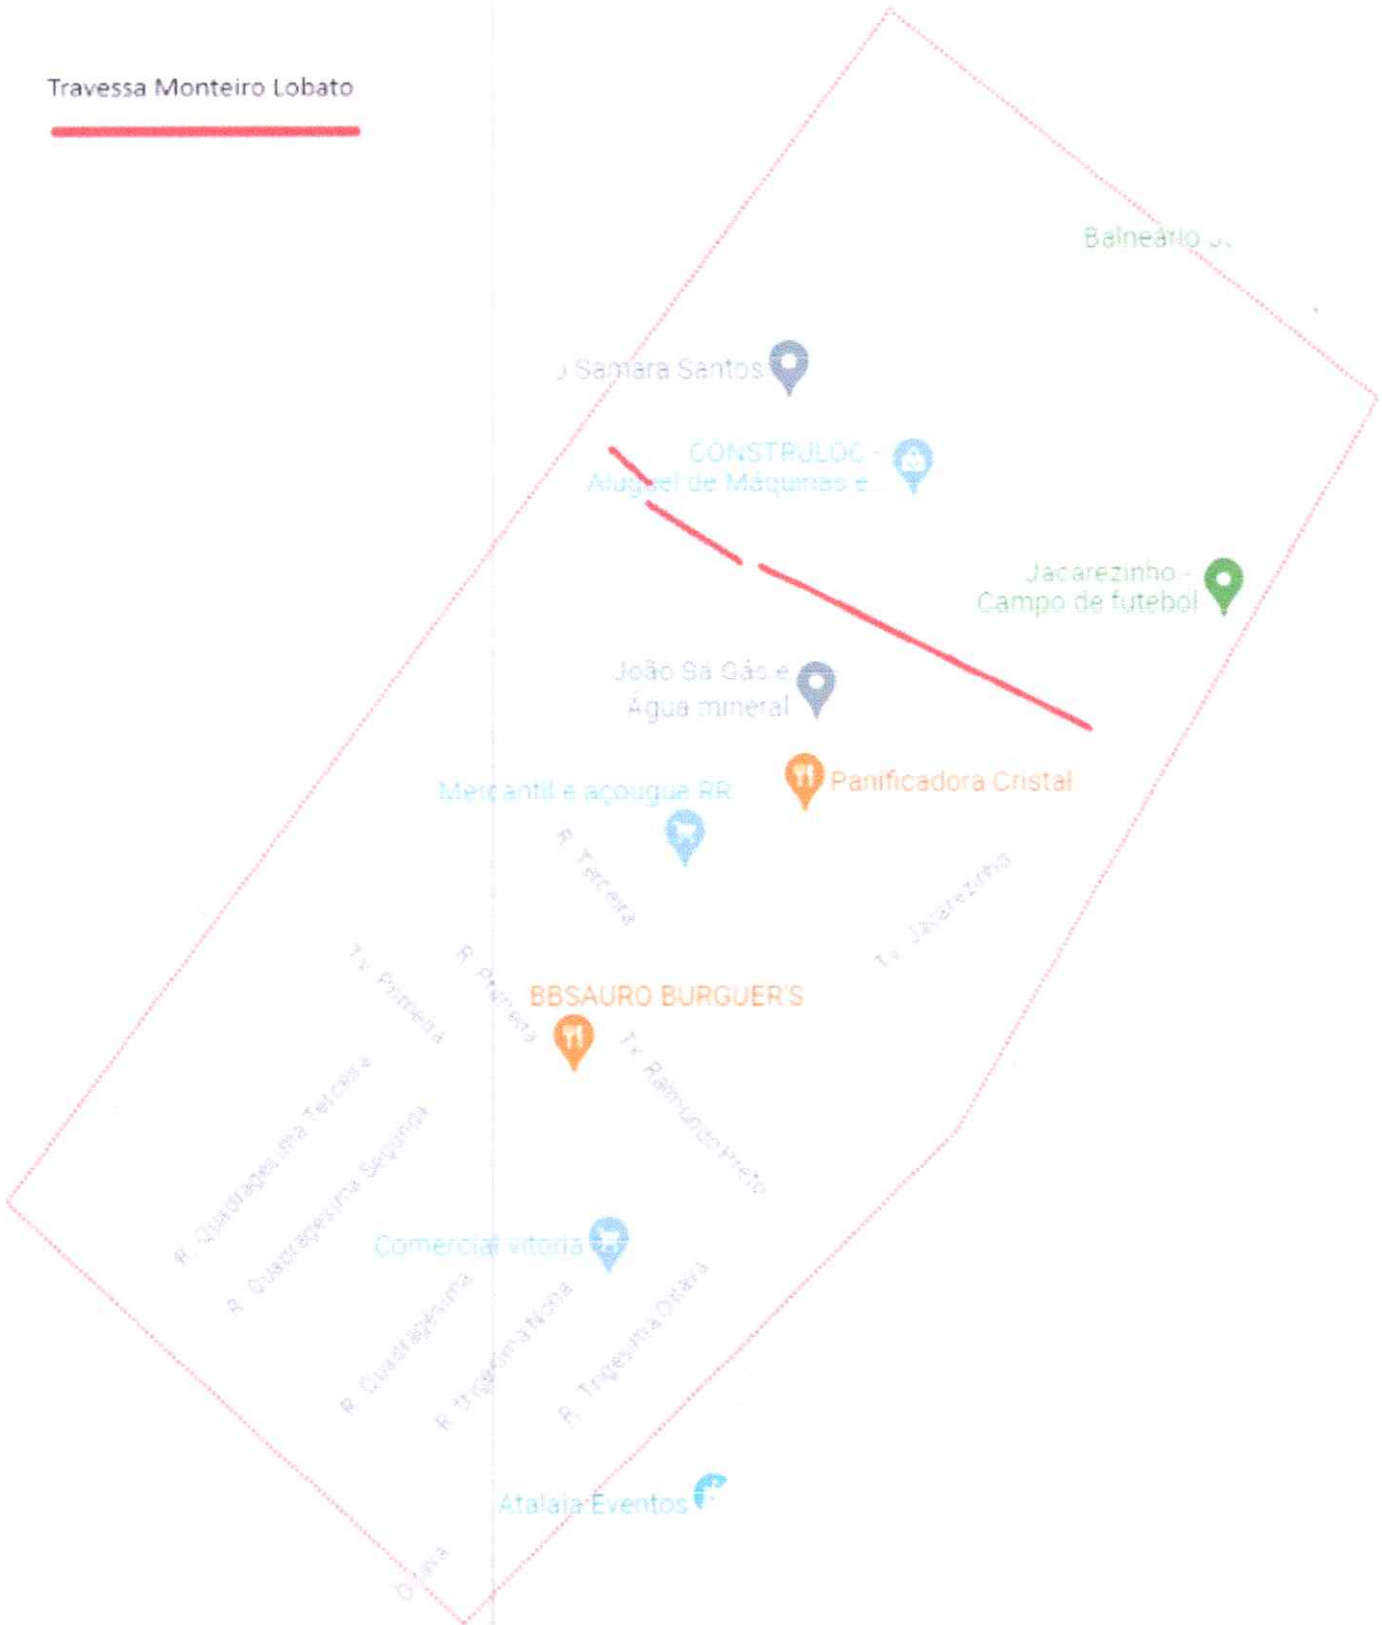 Travessa Monteiro Lobato
Balneário
Samara Santos
CONSTRULOC -
Aluguel de Máquinas e...
Jacarezinho -
Campo de futebol
João Sá Gás e
Água mineral
Panificadora Cristal
Mercantil e açougue RR
R. Terceira
Tv. Jacarezinho
Tv. Primeira
R. Primeira
BBSAURO BURGUER'S
Tv. Raimundo Preto
R. Quadragésima Terceira
R. Quadragésima Segunda
Comercial vitoria
R. Quadragésima
R. trigésima Nona
R. Trigésima Oitava
Atalaia Eventos